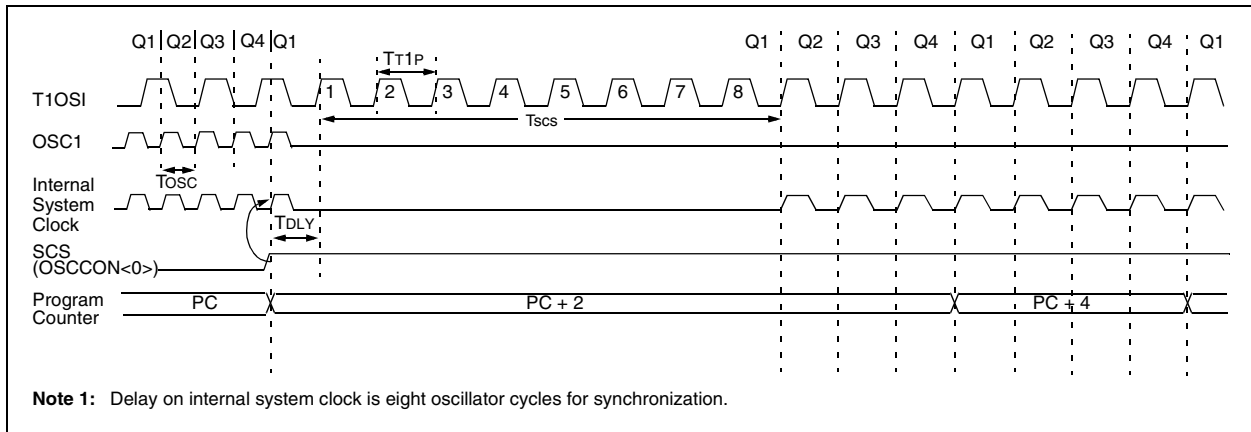 Q1 Q2 Q3 Q4 Q1 Q1 Q2 Q3 Q4 Q1 Q2 Q3 Q4 Q1
TT1P
T1OSI
1 2 3 4 5 6 7 8
TSCS
OSC1
TOSC
Internal
System
Clock
TDLY
SCS
(OSCCON<0>)
Program
Counter
PC PC + 2 PC + 4
Note 1: Delay on internal system clock is eight oscillator cycles for synchronization.